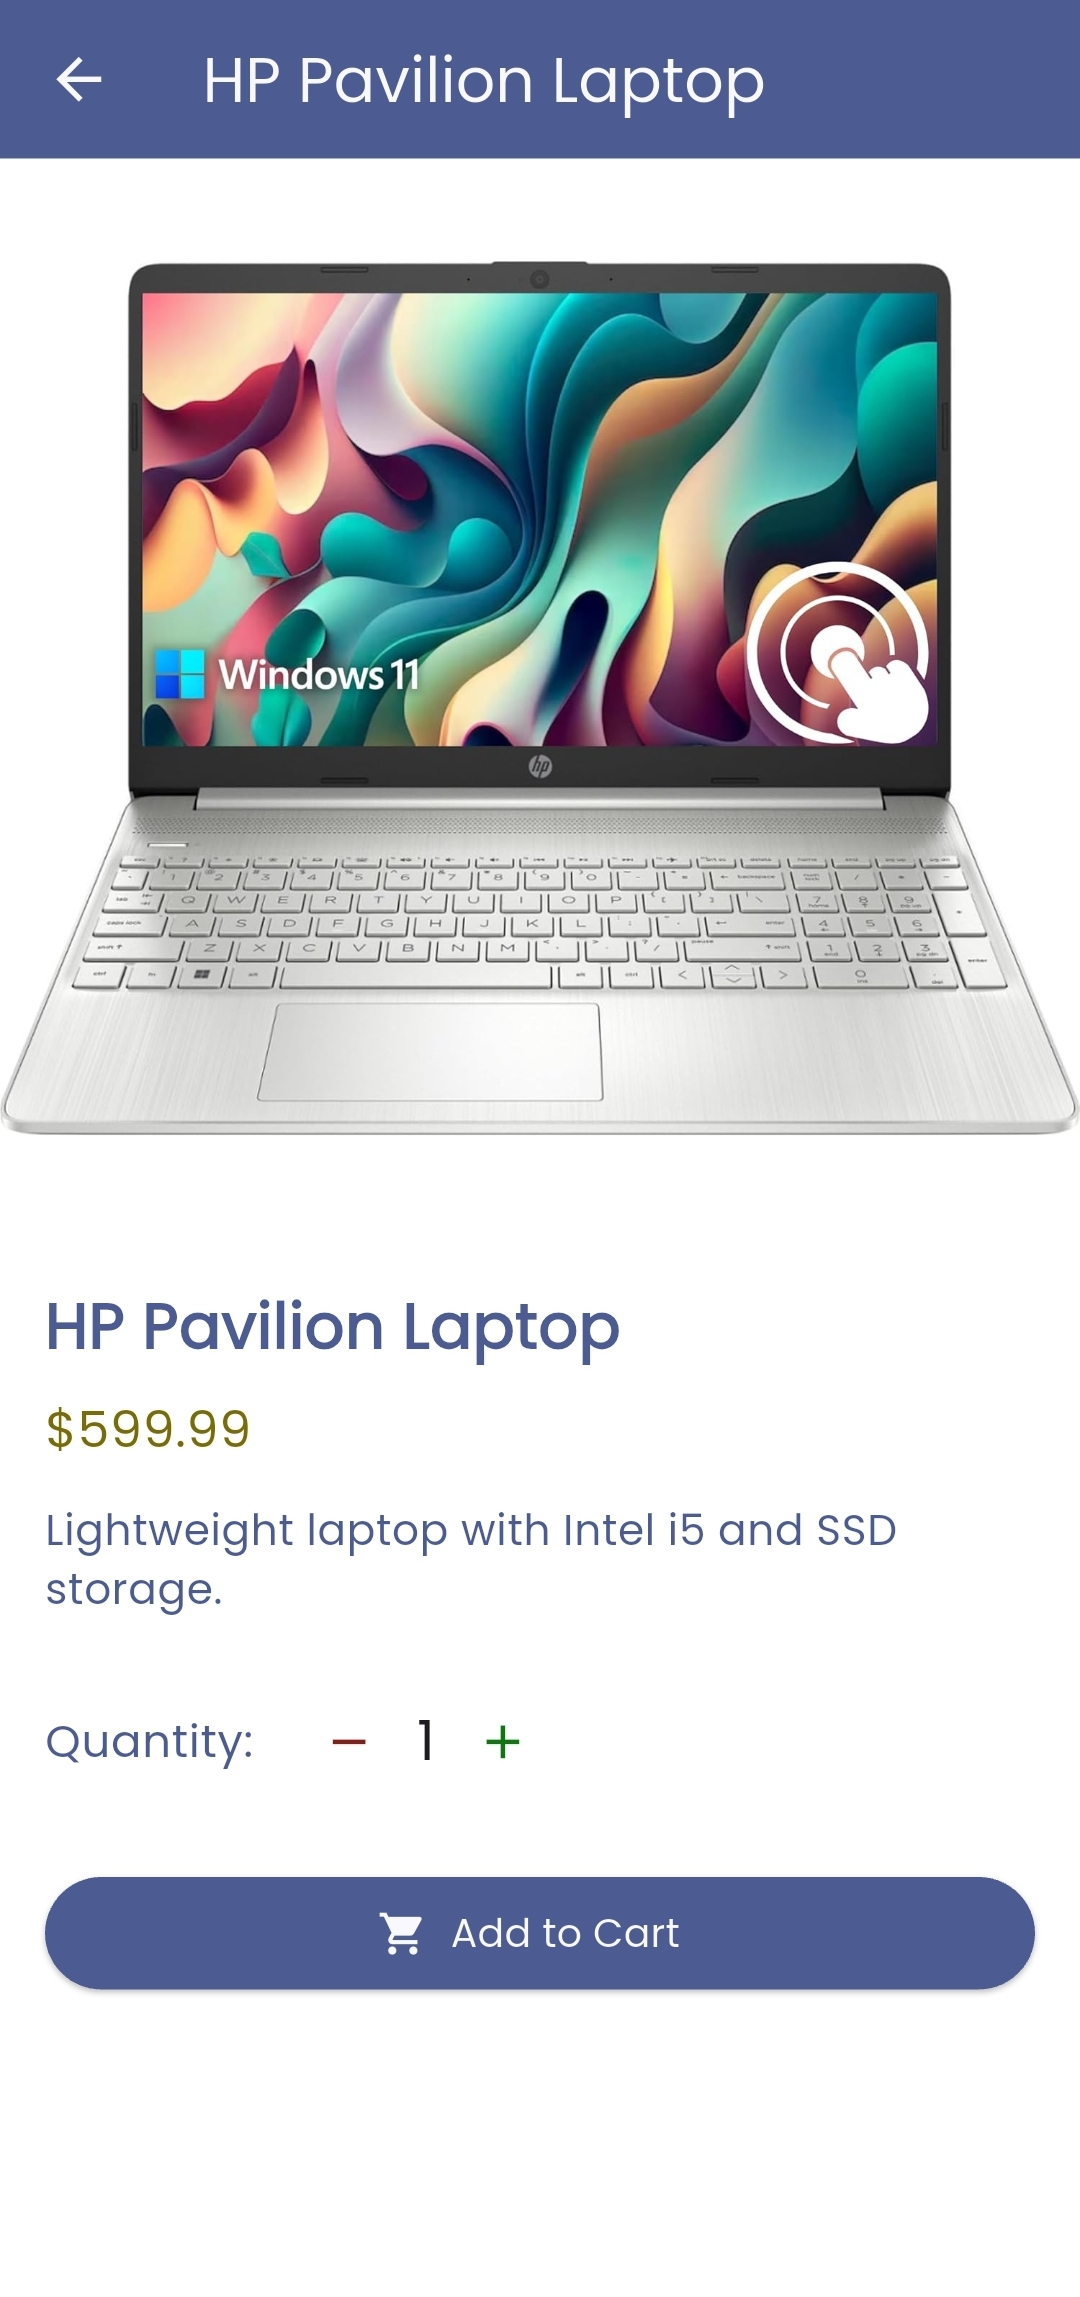 HP Pavilion Laptop
Windows 11
hp
Q W E R T Y U I O P
A S D F G H J K L
Z X C V B N M
HP Pavilion Laptop
$599.99
Lightweight laptop with Intel i5 and SSD
storage.
Quantity: − 1 +
Add to Cart